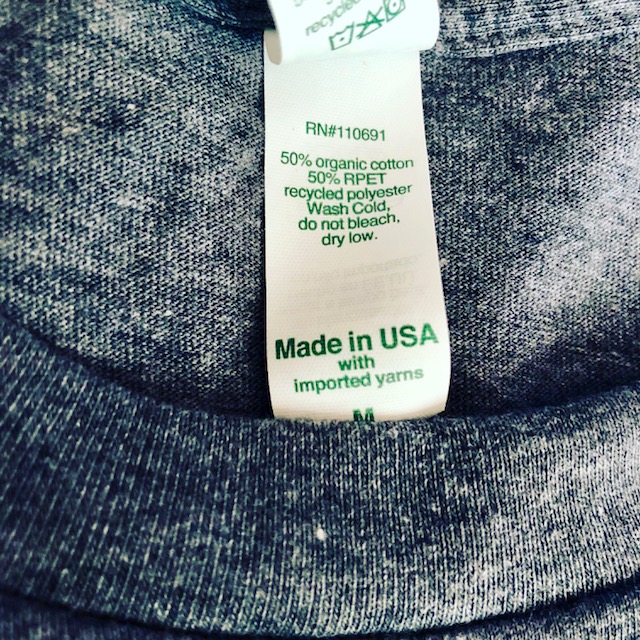 recycled
RN#110691
50% organic cotton
50% RPET
recycled polyester
Wash Cold,
do not bleach,
dry low.
Made in USA
with
imported yarns
M